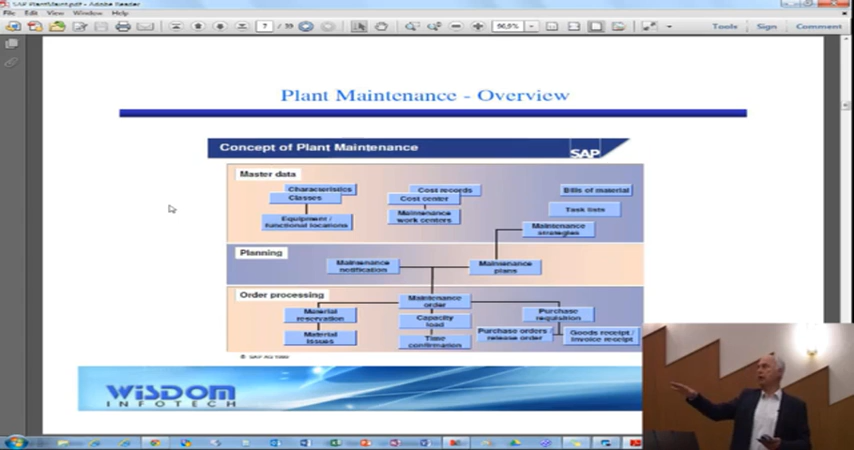 SAP PlantMaint.pdf - Adobe Reader
File Edit View Window Help
7 / 39
Tools Sign Comment
Plant Maintenance - Overview
Concept of Plant Maintenance
SAP
Master data
Characteristics
Classes
Equipment /
functional locations
Cost records
Cost center
Maintenance
work centers
Bills of material
Task lists
Maintenance
strategies
Planning
Maintenance
notification
Maintenance
plans
Order processing
Maintenance
order
Material
reservation
Material
issues
Capacity
load
Time
confirmation
Purchase
requisition
Purchase orders /
release order
Goods receipt /
invoice receipt
WISDOM
INFOTECH